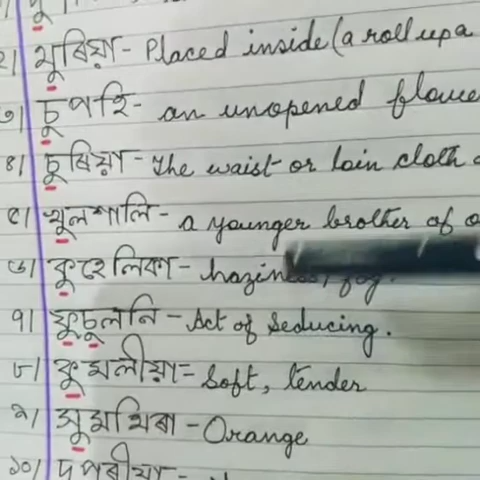 ২| থুৰিয়া - Placed inside (a roll up a
৩| চুপহি - an unopened
৪| চুৰিয়া - the waist or loin cloth
৫| খুলশালি - a younger brother of
৬| কুহেলিকা - haziness, fog.
৭| ফুচুলনি - Act of Seducing.
৮| কুমলীয়া = Soft, tender
৯| সুমথিৰা - Orange
১০| দুপৰীয়া -